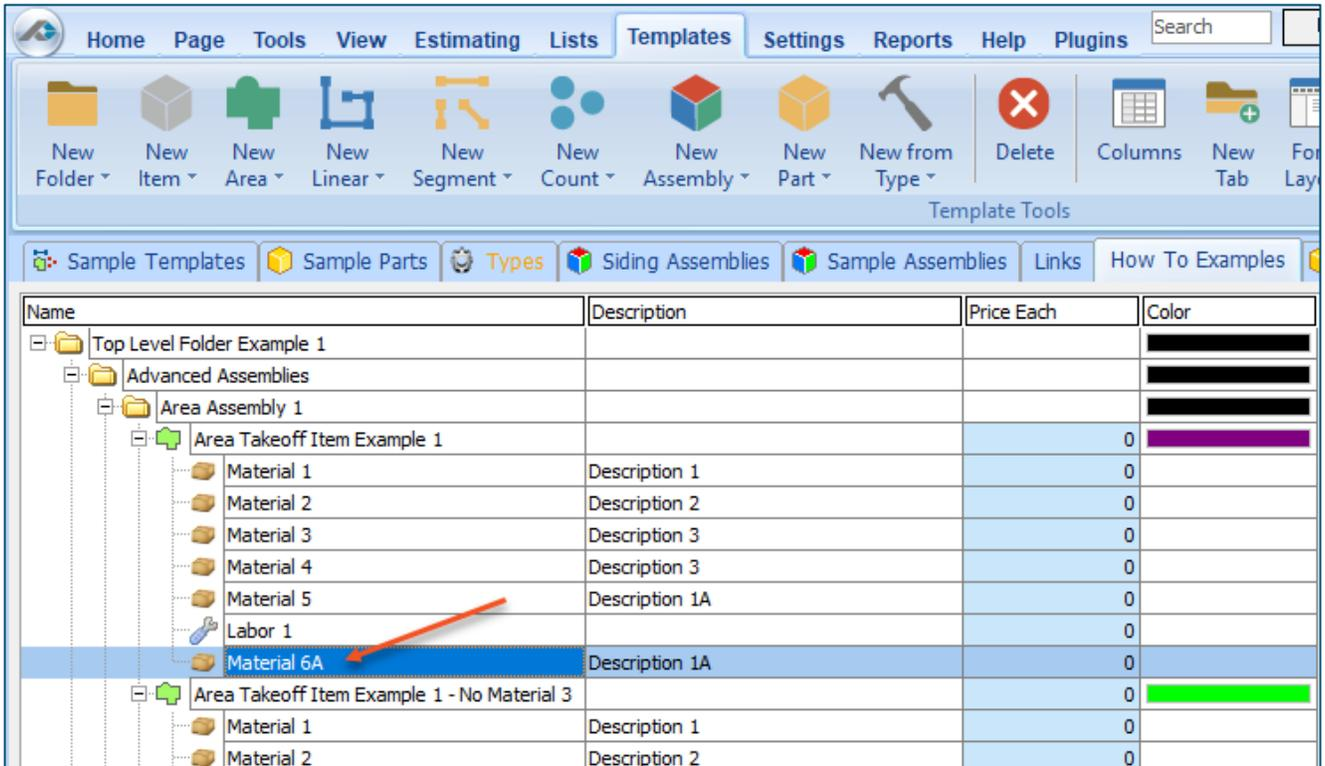 Home Page Tools View Estimating Lists Templates Settings Reports Help Plugins Search
New Folder
New Item
New Area
New Linear
New Segment
New Count
New Assembly
New Part
New from Type
Delete
Columns
New Tab
Template Tools
Sample Templates Sample Parts Types Siding Assemblies Sample Assemblies Links How To Examples
Name Description Price Each Color
Top Level Folder Example 1
Advanced Assemblies
Area Assembly 1
Area Takeoff Item Example 1 0
Material 1 Description 1 0
Material 2 Description 2 0
Material 3 Description 3 0
Material 4 Description 3 0
Material 5 Description 1A 0
Labor 1 0
Material 6A Description 1A 0
Area Takeoff Item Example 1 - No Material 3 0
Material 1 Description 1 0
Material 2 Description 2 0